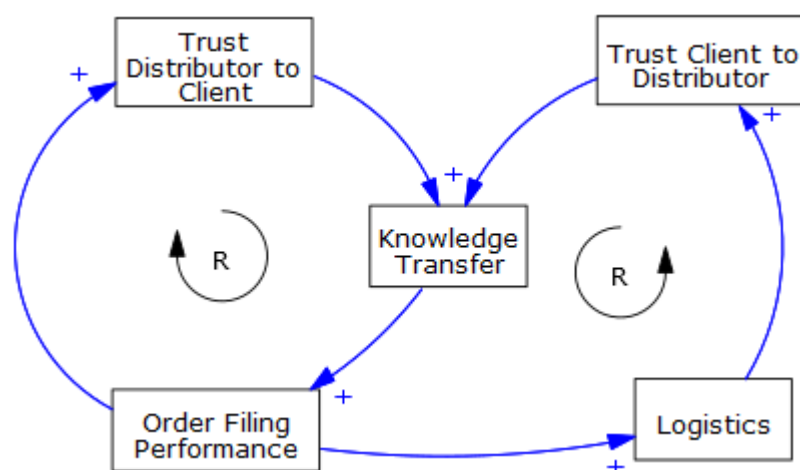 Trust
Distributor to
Client
+
Trust Client to
Distributor
+
+
Knowledge
Transfer
R
R
+
Order Filing
Performance
Logistics
+